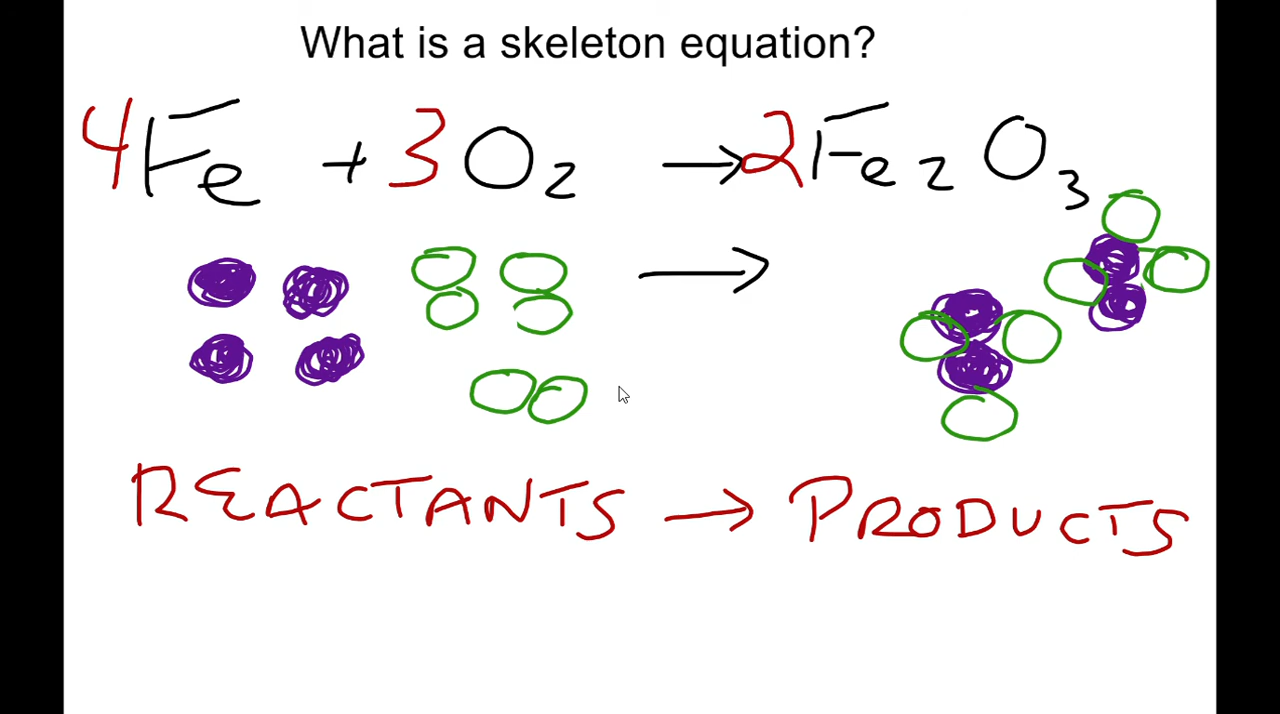 What is a skeleton equation?
4Fe + 3O₂ → 2Fe₂O₃
→
REACTANTS → PRODUCTS